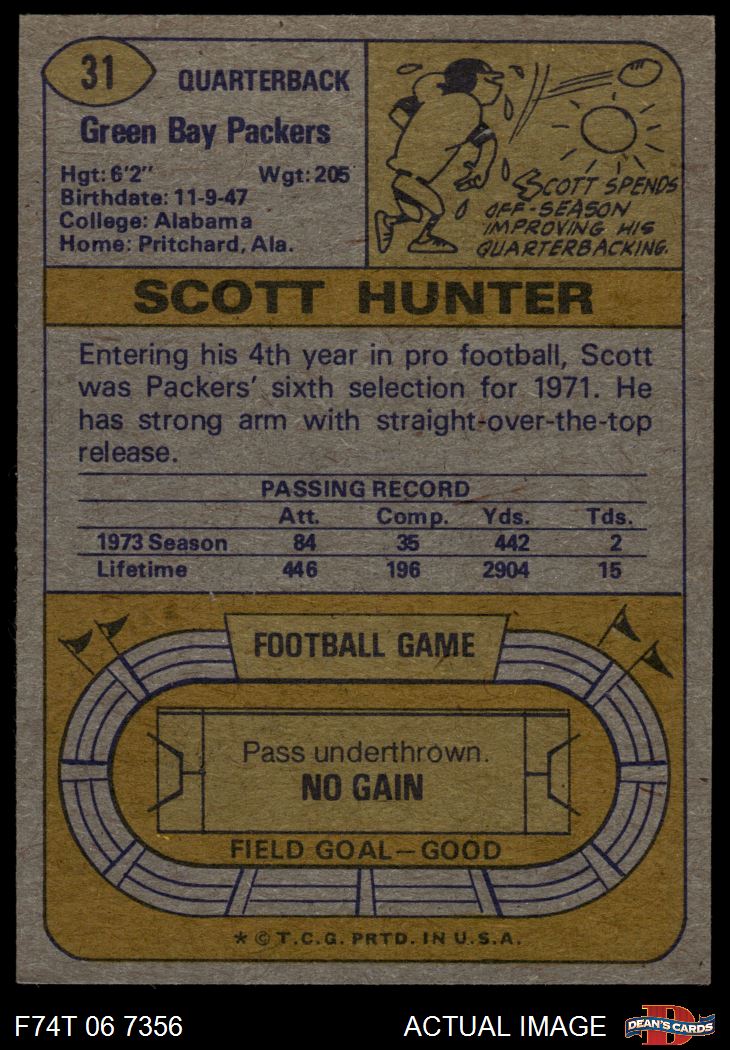 31
QUARTERBACK
Green Bay Packers
Hgt: 6'2" Wgt: 205
Birthdate: 11-9-47
College: Alabama
Home: Pritchard, Ala.
SCOTT SPENDS
OFF-SEASON
IMPROVING HIS
QUARTERBACKING.
SCOTT HUNTER
Entering his 4th year in pro football, Scott
was Packers' sixth selection for 1971. He
has strong arm with straight-over-the-top
release.
PASSING RECORD
Att. Comp. Yds. Tds.
1973 Season 84 35 442 2
Lifetime 446 196 2904 15
FOOTBALL GAME
Pass underthrown.
NO GAIN
FIELD GOAL—GOOD
* © T.C.G. PRTD. IN U.S.A.
F74T 06 7356 ACTUAL IMAGE
D
DEAN'S CARDS